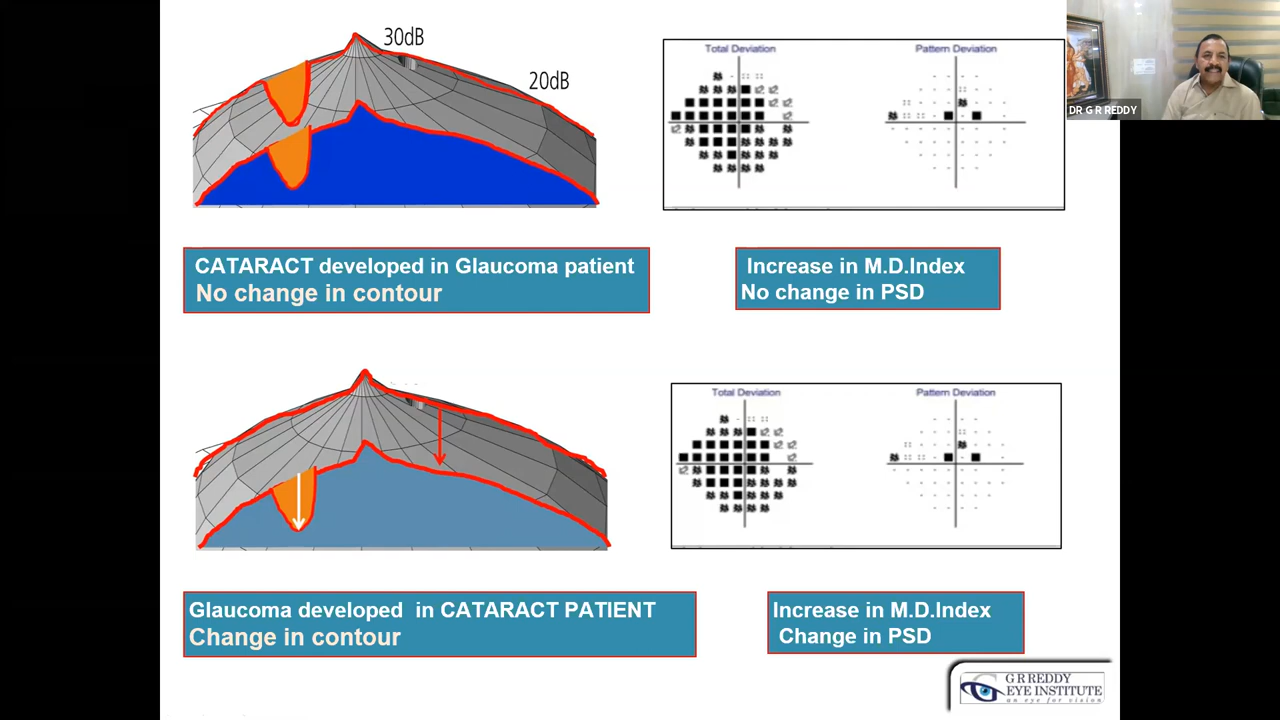 30dB
20dB
Total Deviation
Pattern Deviation
DR G R REDDY
CATARACT developed in Glaucoma patient
No change in contour
Increase in M.D.Index
No change in PSD
Total Deviation
Pattern Deviation
Glaucoma developed in CATARACT PATIENT
Change in contour
Increase in M.D.Index
Change in PSD
G R REDDY
EYE INSTITUTE
an eye for vision